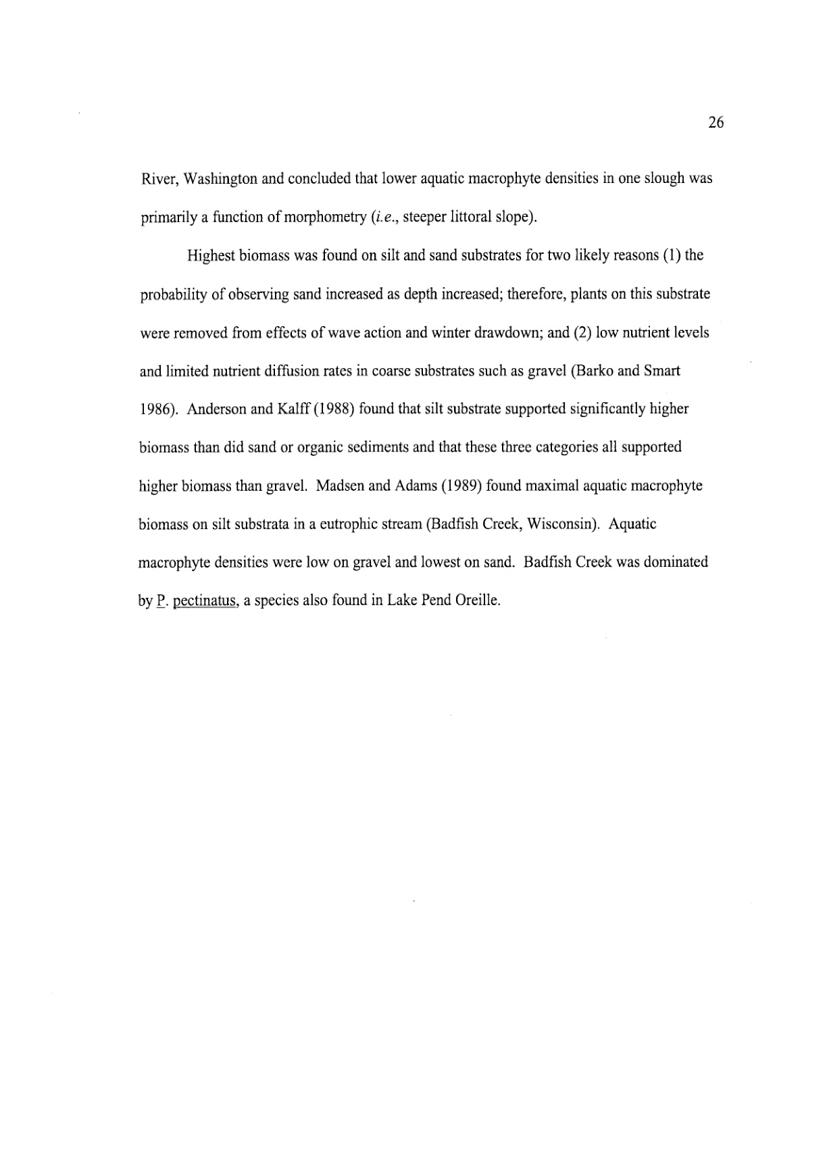 26
River, Washington and concluded that lower aquatic macrophyte densities in one slough was
primarily a function of morphometry (i.e., steeper littoral slope).
Highest biomass was found on silt and sand substrates for two likely reasons (1) the
probability of observing sand increased as depth increased; therefore, plants on this substrate
were removed from effects of wave action and winter drawdown; and (2) low nutrient levels
and limited nutrient diffusion rates in coarse substrates such as gravel (Barko and Smart
1986). Anderson and Kalff (1988) found that silt substrate supported significantly higher
biomass than did sand or organic sediments and that these three categories all supported
higher biomass than gravel. Madsen and Adams (1989) found maximal aquatic macrophyte
biomass on silt substrata in a eutrophic stream (Badfish Creek, Wisconsin). Aquatic
macrophyte densities were low on gravel and lowest on sand. Badfish Creek was dominated
by P. pectinatus, a species also found in Lake Pend Oreille.